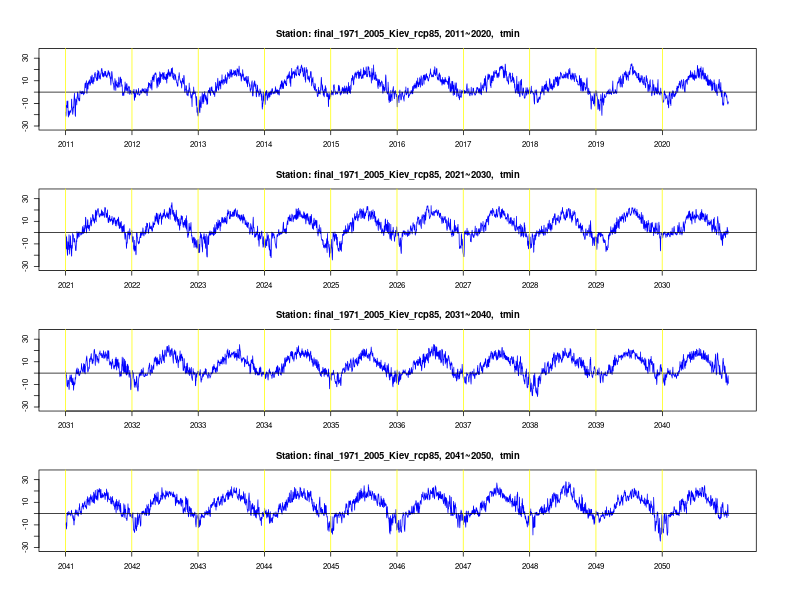 Station: final_1971_2005_Kiev_rcp85, 2011~2020, tmin
30
10
-10
-30
2011 2012 2013 2014 2015 2016 2017 2018 2019 2020
Station: final_1971_2005_Kiev_rcp85, 2021~2030, tmin
30
10
-10
-30
2021 2022 2023 2024 2025 2026 2027 2028 2029 2030
Station: final_1971_2005_Kiev_rcp85, 2031~2040, tmin
30
10
-10
-30
2031 2032 2033 2034 2035 2036 2037 2038 2039 2040
Station: final_1971_2005_Kiev_rcp85, 2041~2050, tmin
30
10
-10
-30
2041 2042 2043 2044 2045 2046 2047 2048 2049 2050